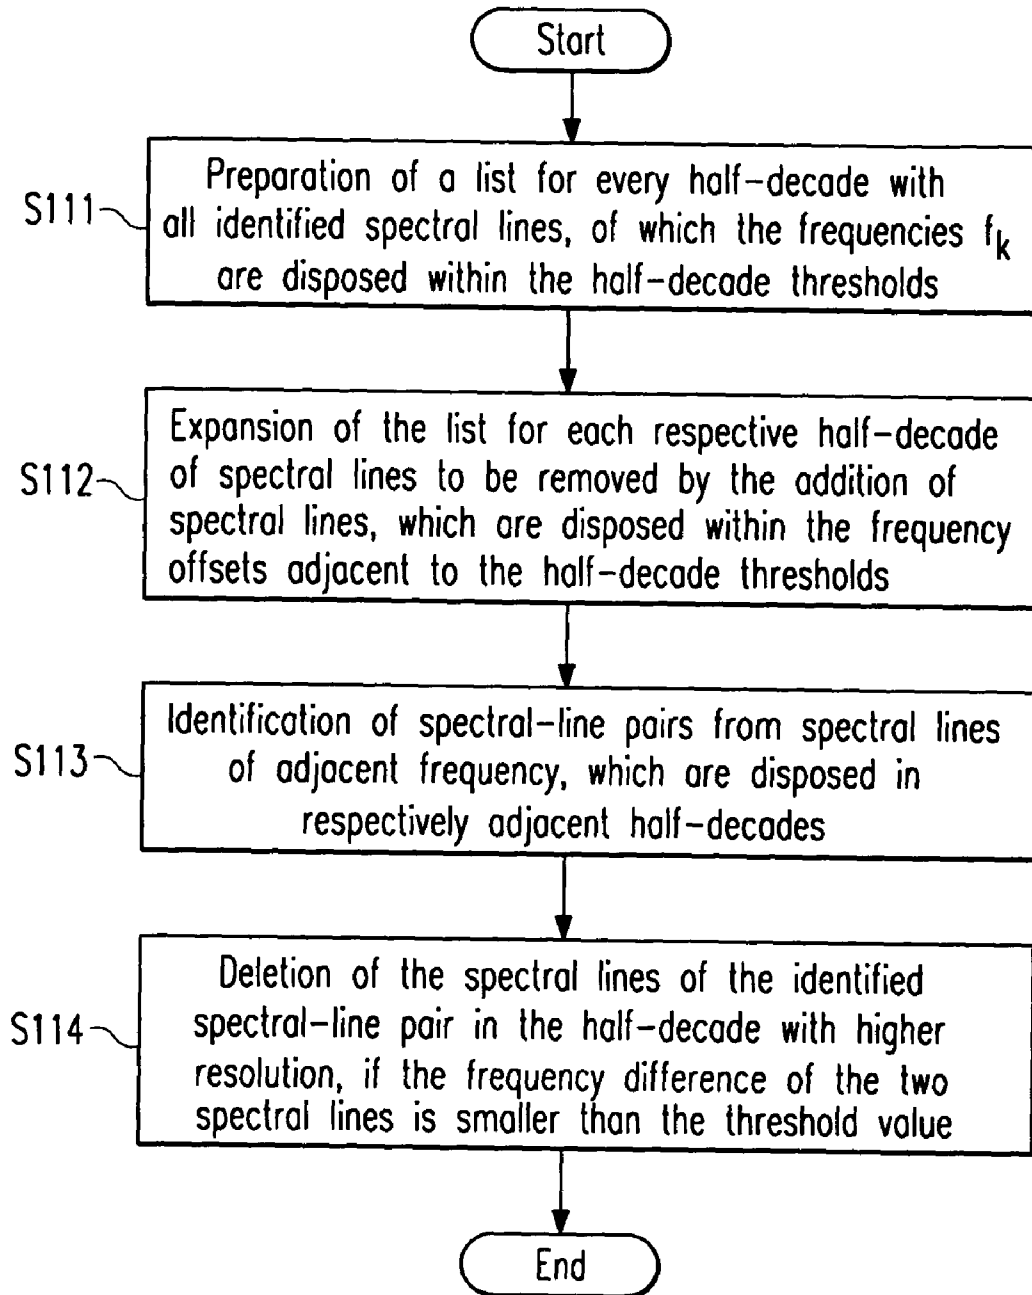 Start
S111
Preparation of a list for every half-decade with
all identified spectral lines, of which the frequencies fk
are disposed within the half-decade thresholds
S112
Expansion of the list for each respective half-decade
of spectral lines to be removed by the addition of
spectral lines, which are disposed within the frequency
offsets adjacent to the half-decade thresholds
S113
Identification of spectral-line pairs from spectral lines
of adjacent frequency, which are disposed in
respectively adjacent half-decades
S114
Deletion of the spectral lines of the identified
spectral-line pair in the half-decade with higher
resolution, if the frequency difference of the two
spectral lines is smaller than the threshold value
End